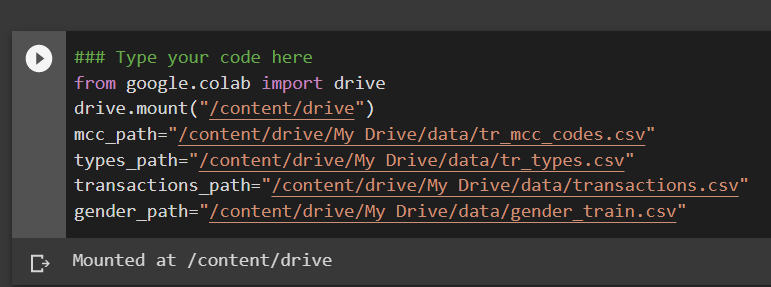 ### Type your code here
from google.colab import drive
drive.mount("/content/drive")
mcc_path="/content/drive/My Drive/data/tr_mcc_codes.csv"
types_path="/content/drive/My Drive/data/tr_types.csv"
transactions_path="/content/drive/My Drive/data/transactions.csv"
gender_path="/content/drive/My Drive/data/gender_train.csv"
Mounted at /content/drive